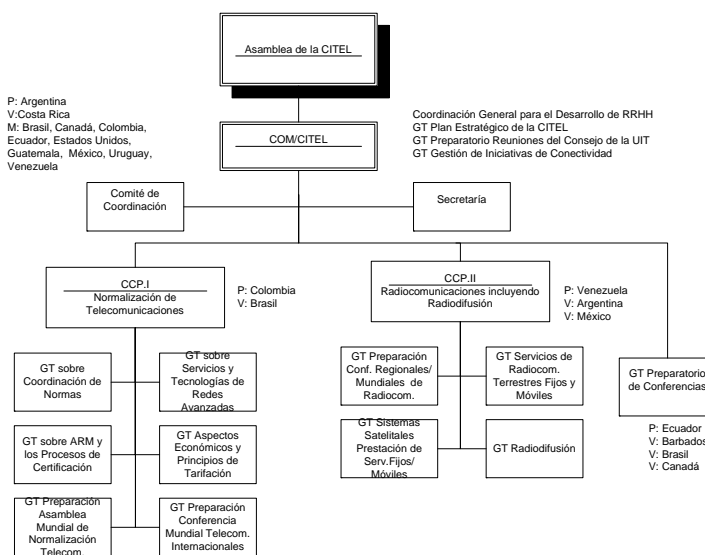 Asamblea de la CITEL
P: Argentina
V:Costa Rica
M: Brasil, Canadá, Colombia,
Ecuador, Estados Unidos,
Guatemala, México, Uruguay,
Venezuela
COM/CITEL
Coordinación General para el Desarrollo de RRHH
GT Plan Estratégico de la CITEL
GT Preparatorio Reuniones del Consejo de la UIT
GT Gestión de Iniciativas de Conectividad
Comité de
Coordinación
Secretaría
CCP.I
Normalización de
Telecomunicaciones
P: Colombia
V: Brasil
CCP.II
Radiocomunicaciones incluyendo
Radiodifusión
P: Venezuela
V: Argentina
V: México
GT sobre
Coordinación de
Normas
GT sobre
Servicios y
Tecnologías de
Redes
Avanzadas
GT Preparación
Conf. Regionales/
Mundiales de
Radiocom.
GT Servicios de
Radiocom.
Terrestres Fijos y
Móviles
GT Preparatorio
de Conferencias
P: Ecuador
V: Barbados
V: Brasil
V: Canadá
GT sobre ARM y
los Procesos de
Certificación
GT Aspectos
Económicos y
Principios de
Tarifación
GT Sistemas
Satelitales
Prestación de
Serv.Fijos/
Móviles
GT Radiodifusión
GT Preparación
Asamblea
Mundial de
Normalización
Telecom.
GT Preparación
Conferencia
Mundial Telecom.
Internacionales